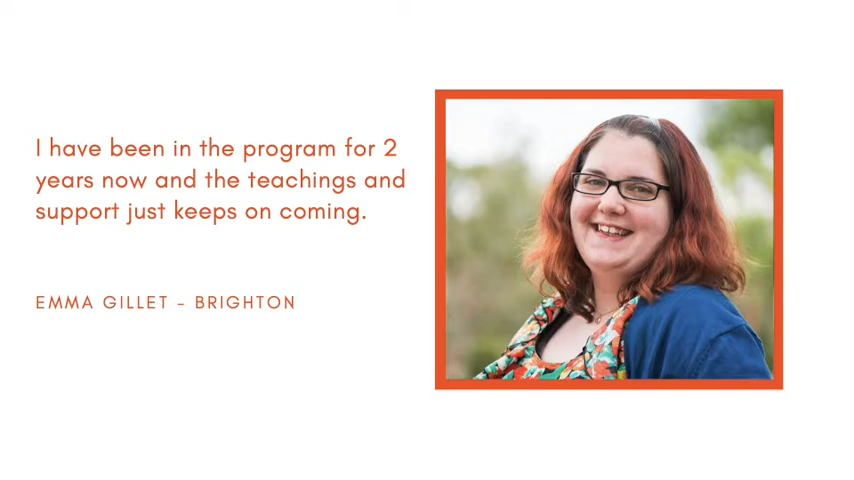 I have been in the program for 2
years now and the teachings and
support just keeps on coming.
EMMA GILLET – BRIGHTON